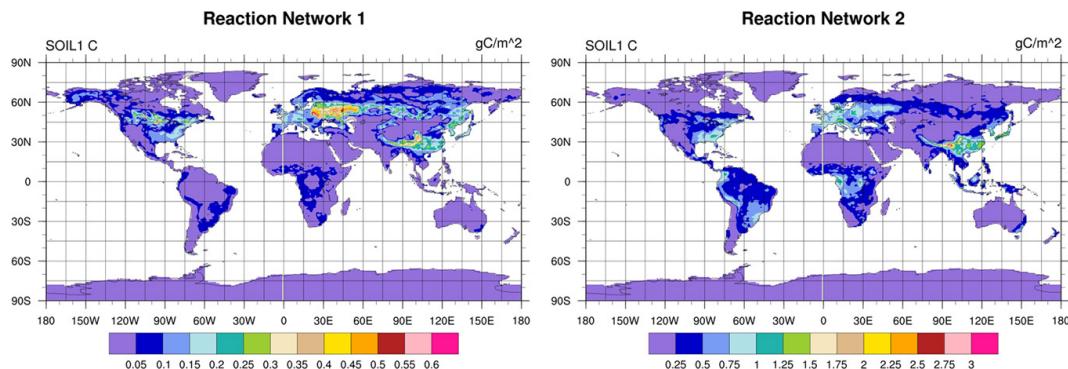 Reaction Network 1
SOIL1 C gC/m^2
90N
60N
30N
0
30S
60S
90S
180 150W 120W 90W 60W 30W 0 30E 60E 90E 120E 150E 180
0.05 0.1 0.15 0.2 0.25 0.3 0.35 0.4 0.45 0.5 0.55 0.6
Reaction Network 2
SOIL1 C gC/m^2
90N
60N
30N
0
30S
60S
90S
180 150W 120W 90W 60W 30W 0 30E 60E 90E 120E 150E 180
0.25 0.5 0.75 1 1.25 1.5 1.75 2 2.25 2.5 2.75 3